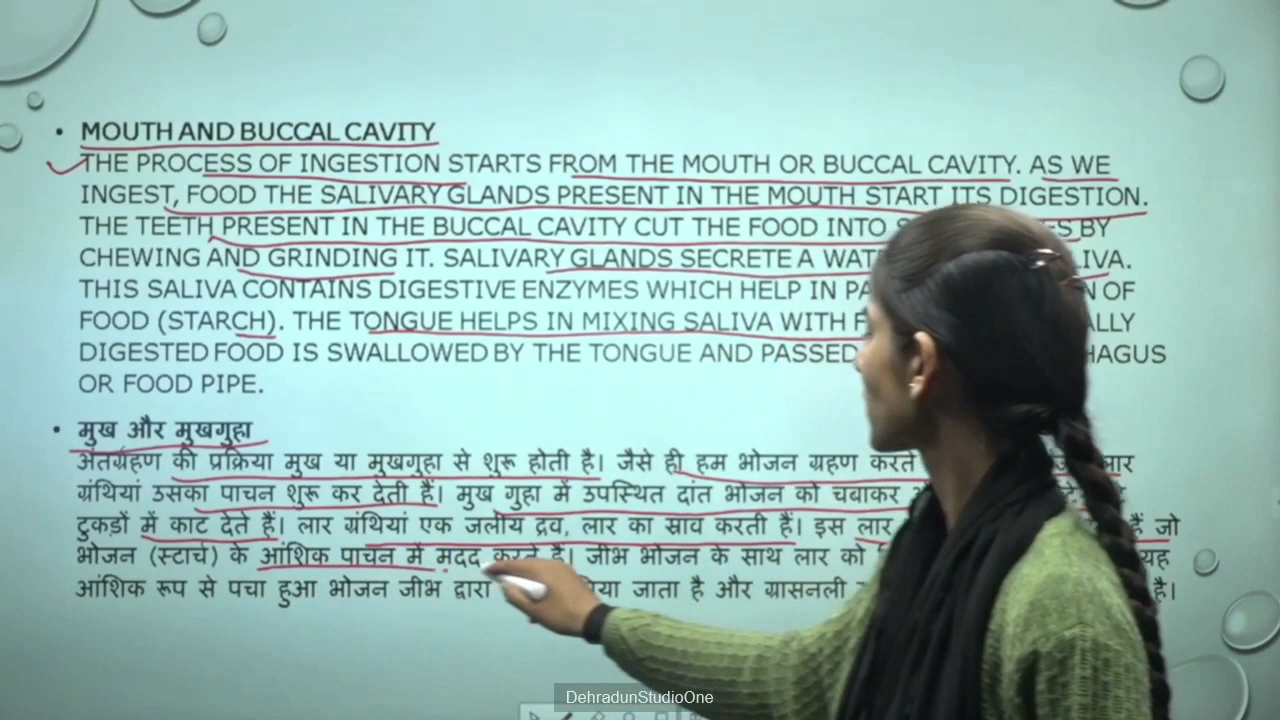 MOUTH AND BUCCAL CAVITY
THE PROCESS OF INGESTION STARTS FROM THE MOUTH OR BUCCAL CAVITY. AS WE
INGEST, FOOD THE SALIVARY GLANDS PRESENT IN THE MOUTH START ITS DIGESTION.
THE TEETH PRESENT IN THE BUCCAL CAVITY CUT THE FOOD INTO BY
CHEWING AND GRINDING IT. SALIVARY GLANDS SECRETE A
THIS SALIVA CONTAINS DIGESTIVE ENZYMES WHICH HELP IN OF
FOOD (STARCH). THE TONGUE HELPS IN MIXING SALIVA WITH
DIGESTED FOOD IS SWALLOWED BY THE TONGUE AND PASSED
OR FOOD PIPE.
मुख और मुखगुहा
अंतर्ग्रहण की प्रक्रिया मुख या मुखगुहा से शुरू होती है। जैसे ही हम भोजन ग्रहण करते लार
ग्रंथियां उसका पाचन शुरू कर देती हैं। मुख गुहा में उपस्थित दांत भोजन को चबाकर
टुकड़ों में काट देते हैं। लार ग्रंथियां एक जलीय द्रव, लार का स्राव करती हैं। इस लार हैं जो
भोजन (स्टार्च) के आंशिक पाचन में मदद करते हैं। जीभ भोजन के साथ लार को यह
आंशिक रूप से पचा हुआ भोजन जीभ द्वारा जाता है और ग्रासनली है।
DehradunStudioOne